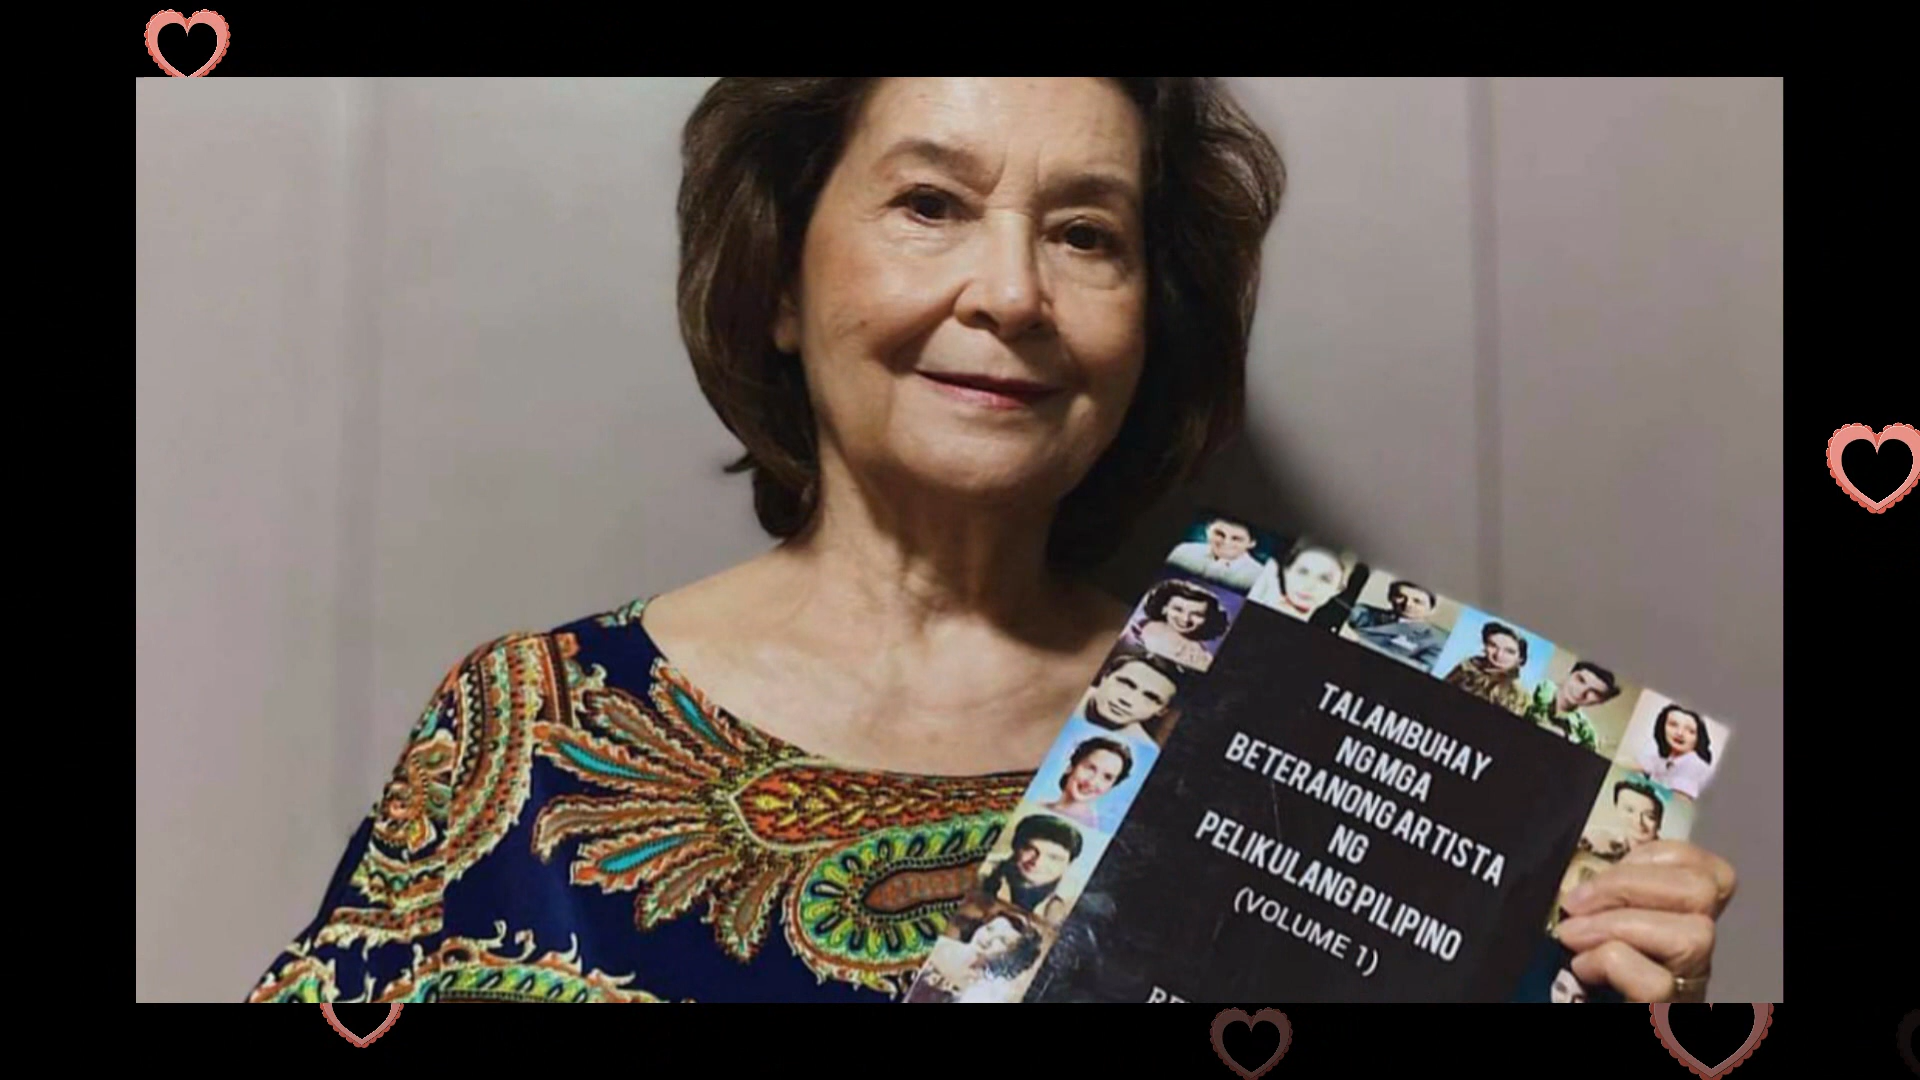 TALAMBUHAY
NG MGA
BETERANONG ARTISTA
NG
PELIKULANG PILIPINO
(VOLUME 1)